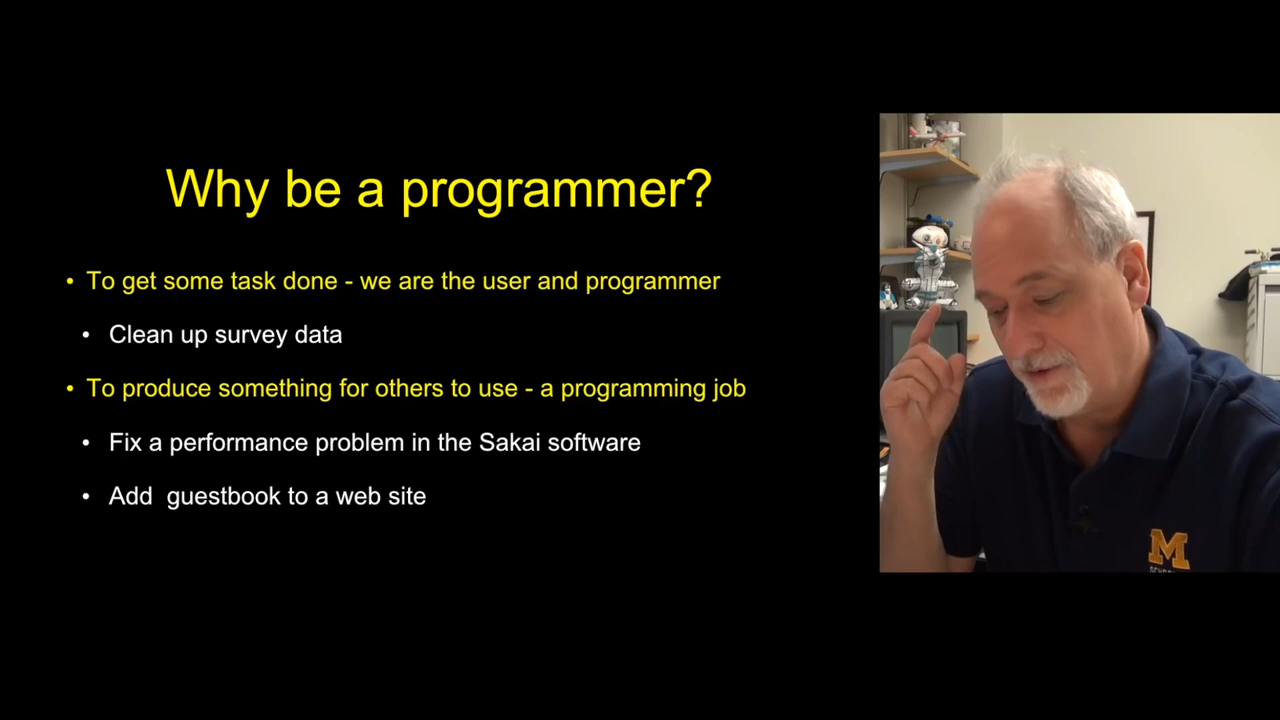 Why be a programmer?
• To get some task done - we are the user and programmer
• Clean up survey data
• To produce something for others to use - a programming job
• Fix a performance problem in the Sakai software
• Add  guestbook to a web site
M